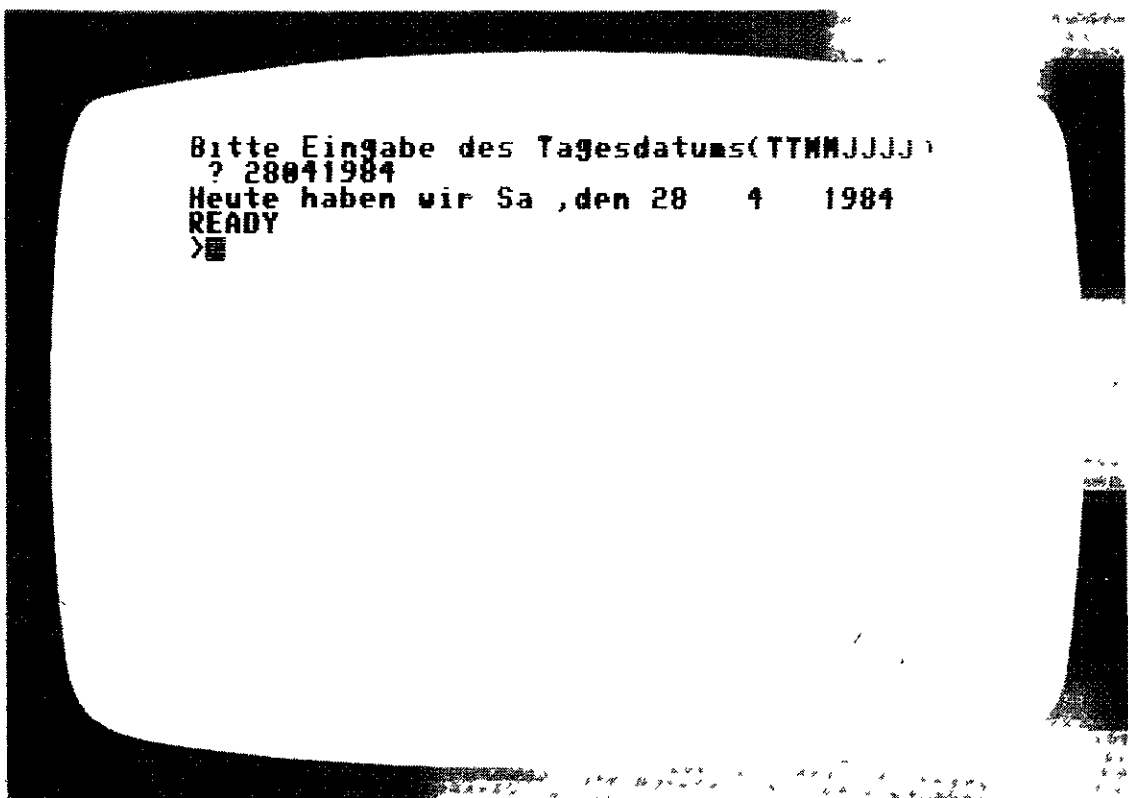 Bitte Eingabe des Tagesdatums(TTMMJJJJ)
? 28041984
Heute haben wir Sa ,den 28 4 1984
READY
>